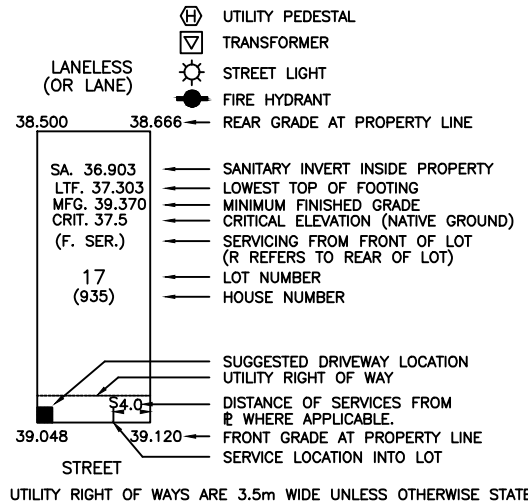 UTILITY PEDESTAL
TRANSFORMER
STREET LIGHT
FIRE HYDRANT
LANELESS
(OR LANE)
38.500 38.666 REAR GRADE AT PROPERTY LINE
SA. 36.903 SANITARY INVERT INSIDE PROPERTY
LTF. 37.303 LOWEST TOP OF FOOTING
MFG. 39.370 MINIMUM FINISHED GRADE
CRIT. 37.5 CRITICAL ELEVATION (NATIVE GROUND)
(F. SER.) SERVICING FROM FRONT OF LOT
(R REFERS TO REAR OF LOT)
17 LOT NUMBER
(935) HOUSE NUMBER
SUGGESTED DRIVEWAY LOCATION
UTILITY RIGHT OF WAY
S4.0 DISTANCE OF SERVICES FROM
℄ WHERE APPLICABLE.
39.048 39.120 FRONT GRADE AT PROPERTY LINE
SERVICE LOCATION INTO LOT
STREET
UTILITY RIGHT OF WAYS ARE 3.5m WIDE UNLESS OTHERWISE STATE